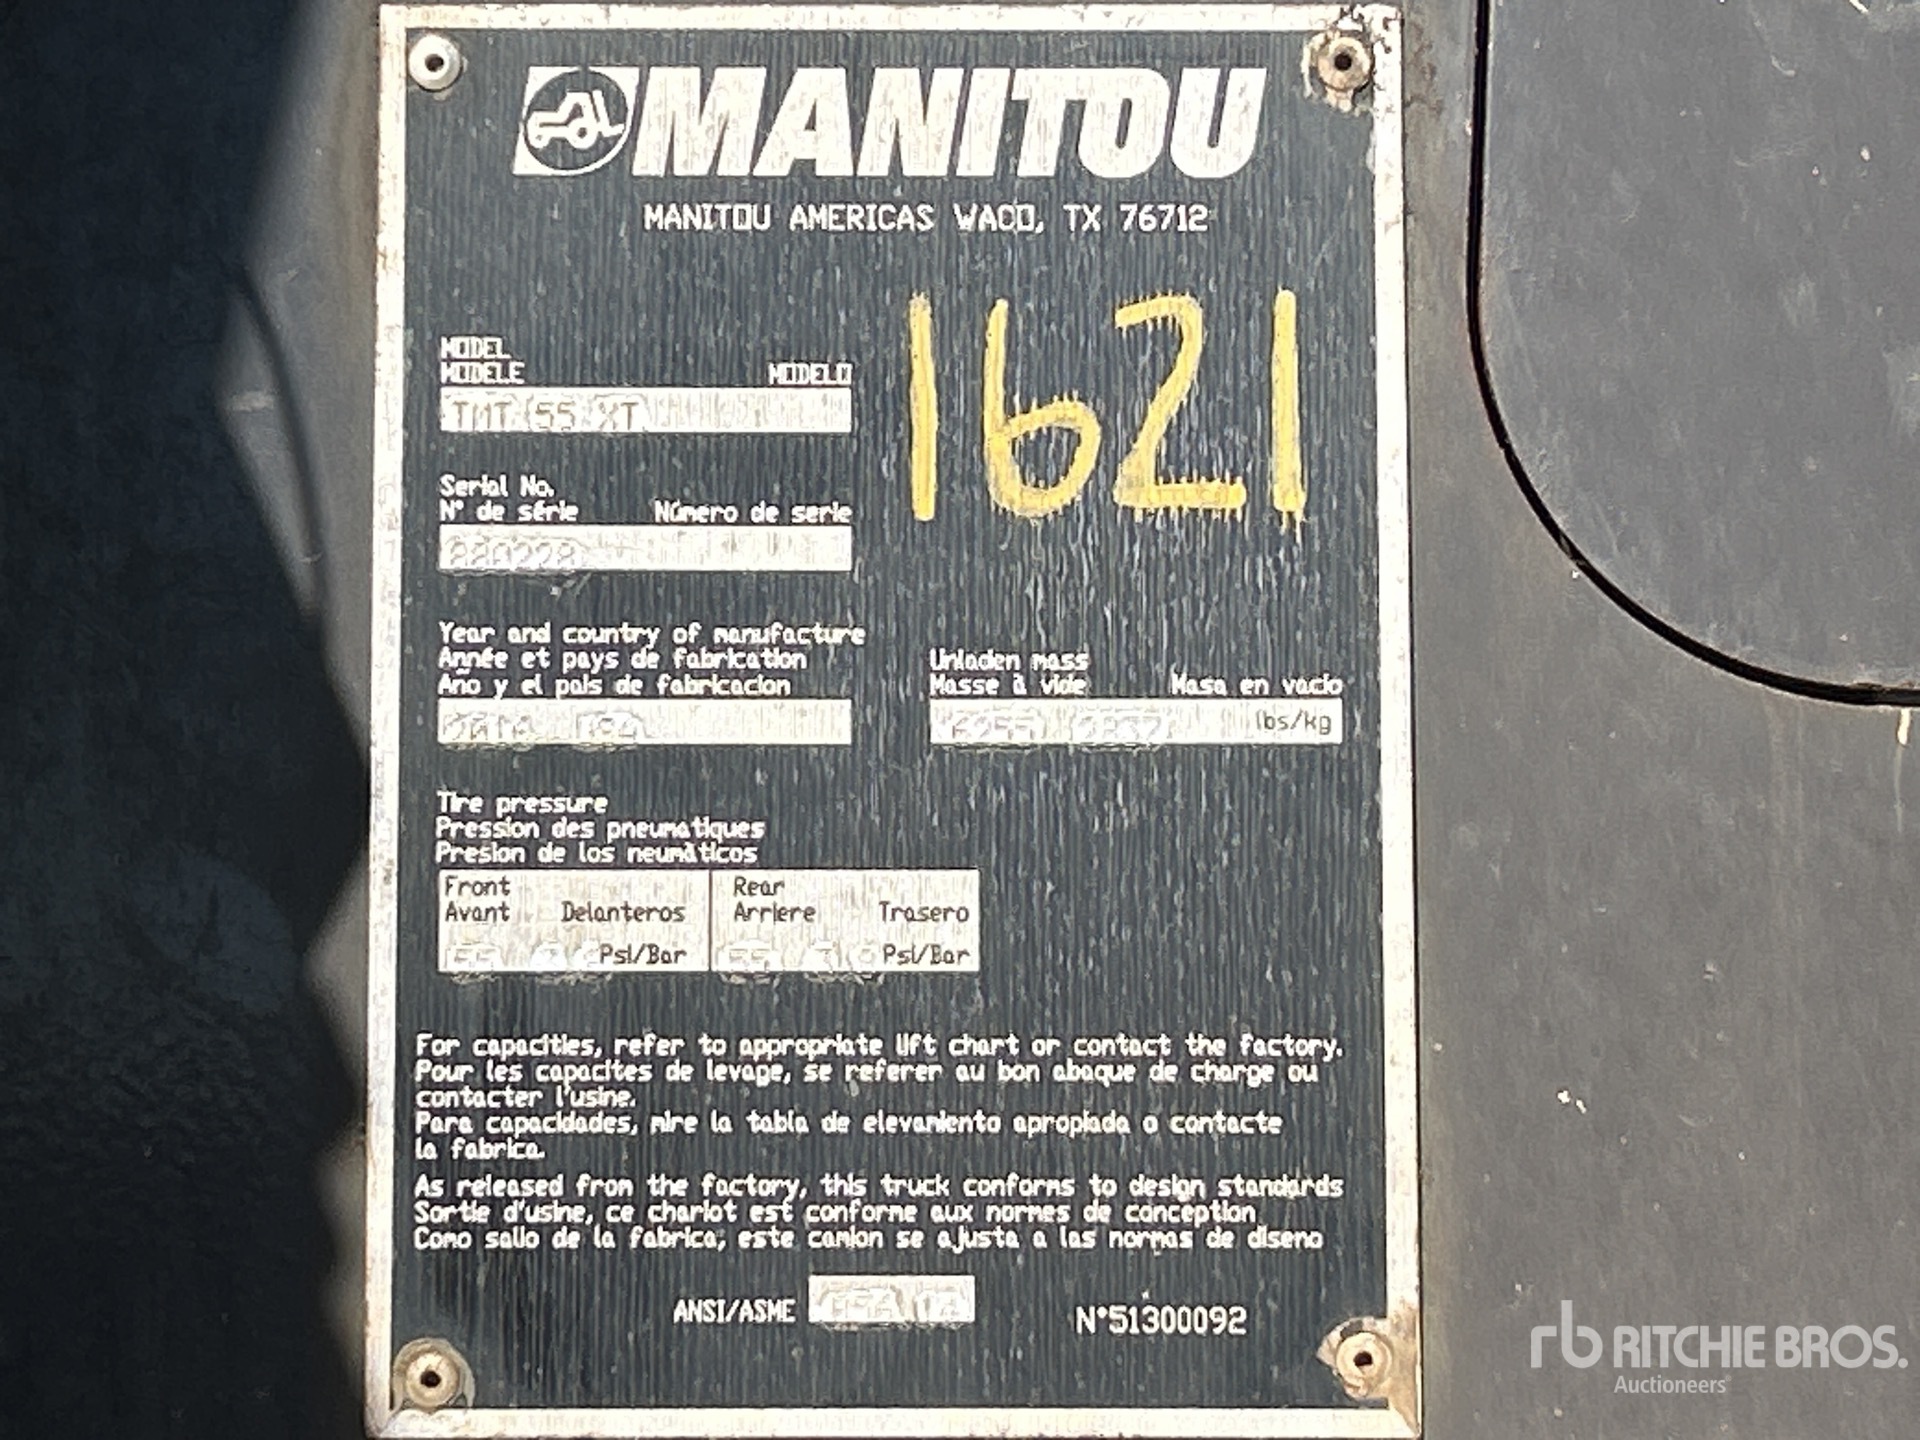 MANITOU
MANITOU AMERICAS WACO, TX 76712
1621
MODEL
MODELE MODELO
TMT 55 XT
Serial No.
N° de série Número de serie
880228
Year and country of manufacture
Année et pays de fabrication
Ano y el pais de fabricacion
USA
Unladen mass
Masse à vide Masa en vacio
6255 2837 lbs/kg
Tire pressure
Pression des pneumatiques
Presion de los neumàticos
Front
Avant Delanteros
Psi/Bar
Rear
Arriere Trasero
Psi/Bar
For capacities, refer to appropriate lift chart or contact the factory.
Pour les capacites de levage, se referer au bon abaque de charge ou
contacter l'usine.
Para capacidades, mire la tabla de elevamiento apropiada o contacte
la fabrica.
As released from the factory, this truck conforms to design standards
Sortie d'usine, ce chariot est conforme aux normes de conception
Como salio de la fabrica, este camion se ajusta a las normas de diseno
ANSI/ASME
N°51300092
rb RITCHIE BROS.
Auctioneers